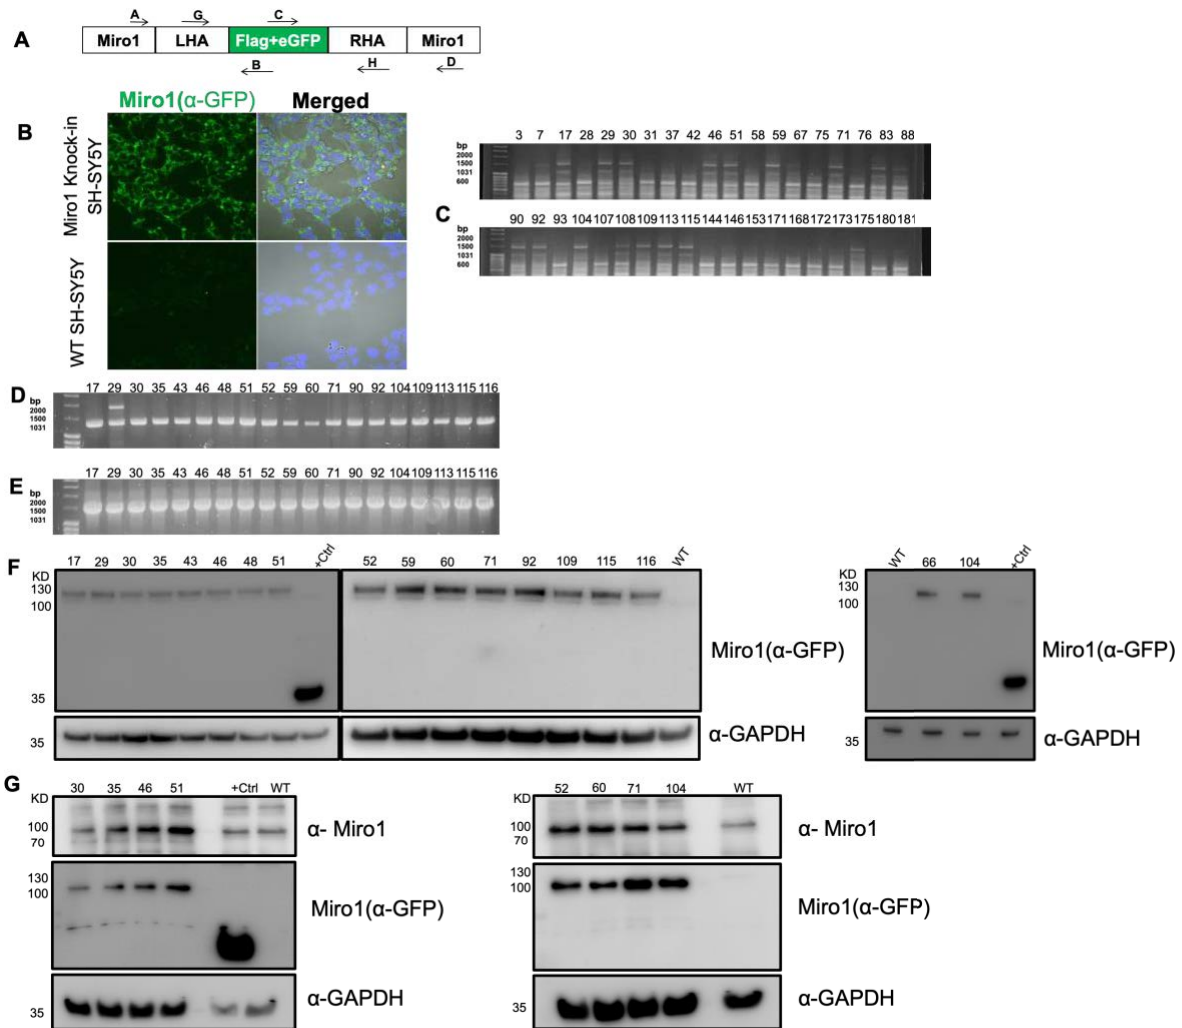 A
A G C
Miro1 LHA Flag+eGFP RHA Miro1
B H D
B
Miro1(α-GFP) Merged
Miro1 Knock-in
SH-SY5Y
WT SH-SY5Y
3 7 17 28 29 30 31 37 42 46 51 58 59 67 75 71 76 83 88
bp
2000
1500
1031
600
C
90 92 93 104 107 108 109 113 115 144 146 153 171 168 172 173 175 180 181
bp
2000
1500
1031
600
D
17 29 30 35 43 46 48 51 52 59 60 71 90 92 104 109 113 115 116
bp
2000
1500
1031
E
17 29 30 35 43 46 48 51 52 59 60 71 90 92 104 109 113 115 116
bp
2000
1500
1031
F
17 29 30 35 43 46 48 51 +Ctrl
52 59 60 71 92 109 115 116 WT
WT 66 104 +Ctrl
KD
130
100
35
Miro1(α-GFP)
35
α-GAPDH
KD
130
100
35
Miro1(α-GFP)
35
α-GAPDH
G
30 35 46 51 +Ctrl WT
KD
100
70
α- Miro1
130
100
Miro1(α-GFP)
35
α-GAPDH
52 60 71 104 WT
KD
100
70
α- Miro1
130
100
Miro1(α-GFP)
35
α-GAPDH